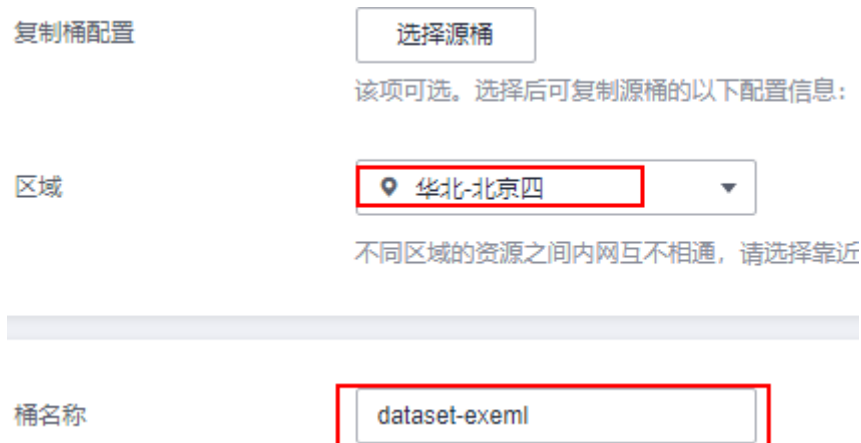 复制桶配置
选择源桶
该项可选。选择后可复制源桶的以下配置信息：
区域
华北-北京四
不同区域的资源之间内网互不相通，请选择靠近
桶名称
dataset-exeml